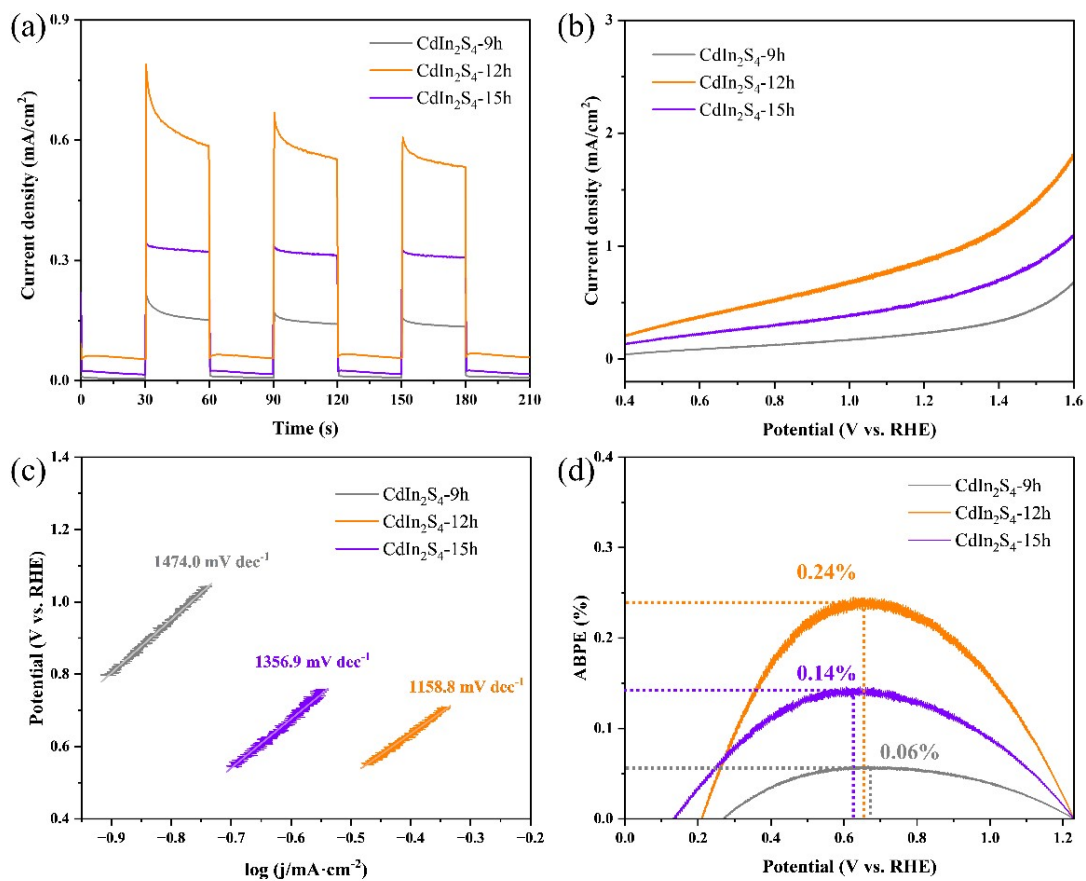 (a)
0.9
0.6
0.3
0.0
0
30
60
90
120
150
180
210
Current density (mA/cm²)
Time (s)
CdIn₂S₄-9h
CdIn₂S₄-12h
CdIn₂S₄-15h
(b)
3
2
1
0
0.4
0.6
0.8
1.0
1.2
1.4
1.6
Current density (mA/cm²)
Potential (V vs. RHE)
CdIn₂S₄-9h
CdIn₂S₄-12h
CdIn₂S₄-15h
(c)
1.4
1.2
1.0
0.8
0.6
0.4
−0.9
−0.8
−0.7
−0.6
−0.5
−0.4
−0.3
−0.2
Potential (V vs. RHE)
log (j/mA·cm⁻²)
CdIn₂S₄-9h
CdIn₂S₄-12h
CdIn₂S₄-15h
1474.0 mV dec⁻¹
1356.9 mV dec⁻¹
1158.8 mV dec⁻¹
(d)
0.4
0.3
0.2
0.1
0.0
0.0
0.2
0.4
0.6
0.8
1.0
1.2
ABPE (%)
Potential (V vs. RHE)
CdIn₂S₄-9h
CdIn₂S₄-12h
CdIn₂S₄-15h
0.24%
0.14%
0.06%